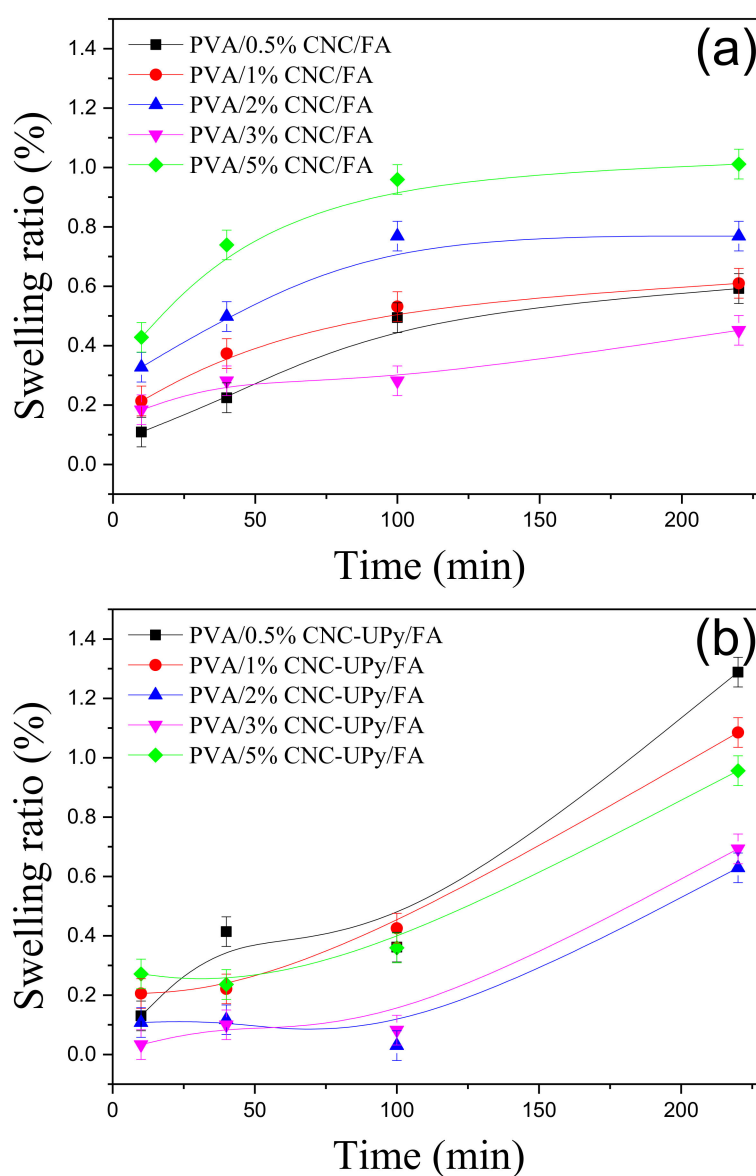 (a)
PVA/0.5% CNC/FA
PVA/1% CNC/FA
PVA/2% CNC/FA
PVA/3% CNC/FA
PVA/5% CNC/FA
Swelling ratio (%)
1.4
1.2
1.0
0.8
0.6
0.4
0.2
0.0
0 50 100 150 200
Time (min)
(b)
PVA/0.5% CNC-UPy/FA
PVA/1% CNC-UPy/FA
PVA/2% CNC-UPy/FA
PVA/3% CNC-UPy/FA
PVA/5% CNC-UPy/FA
Swelling ratio (%)
1.4
1.2
1.0
0.8
0.6
0.4
0.2
0.0
0 50 100 150 200
Time (min)